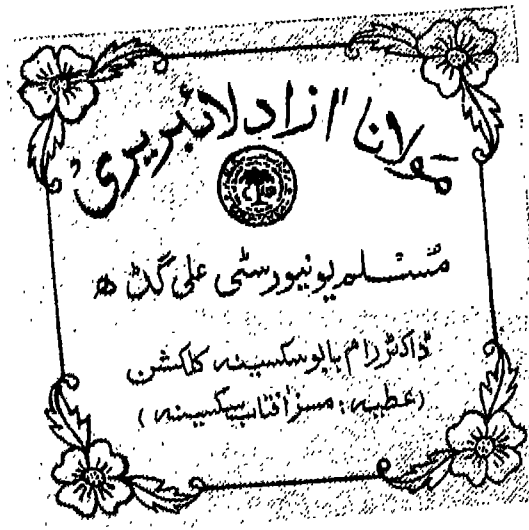 مولانا آزاد لائبریری
مسلم یونیورسٹی علی گڑھ
ڈاکٹر رام بابو سکسینہ کلکشن
(عطیہ: مسز آفتاب سکسینہ)